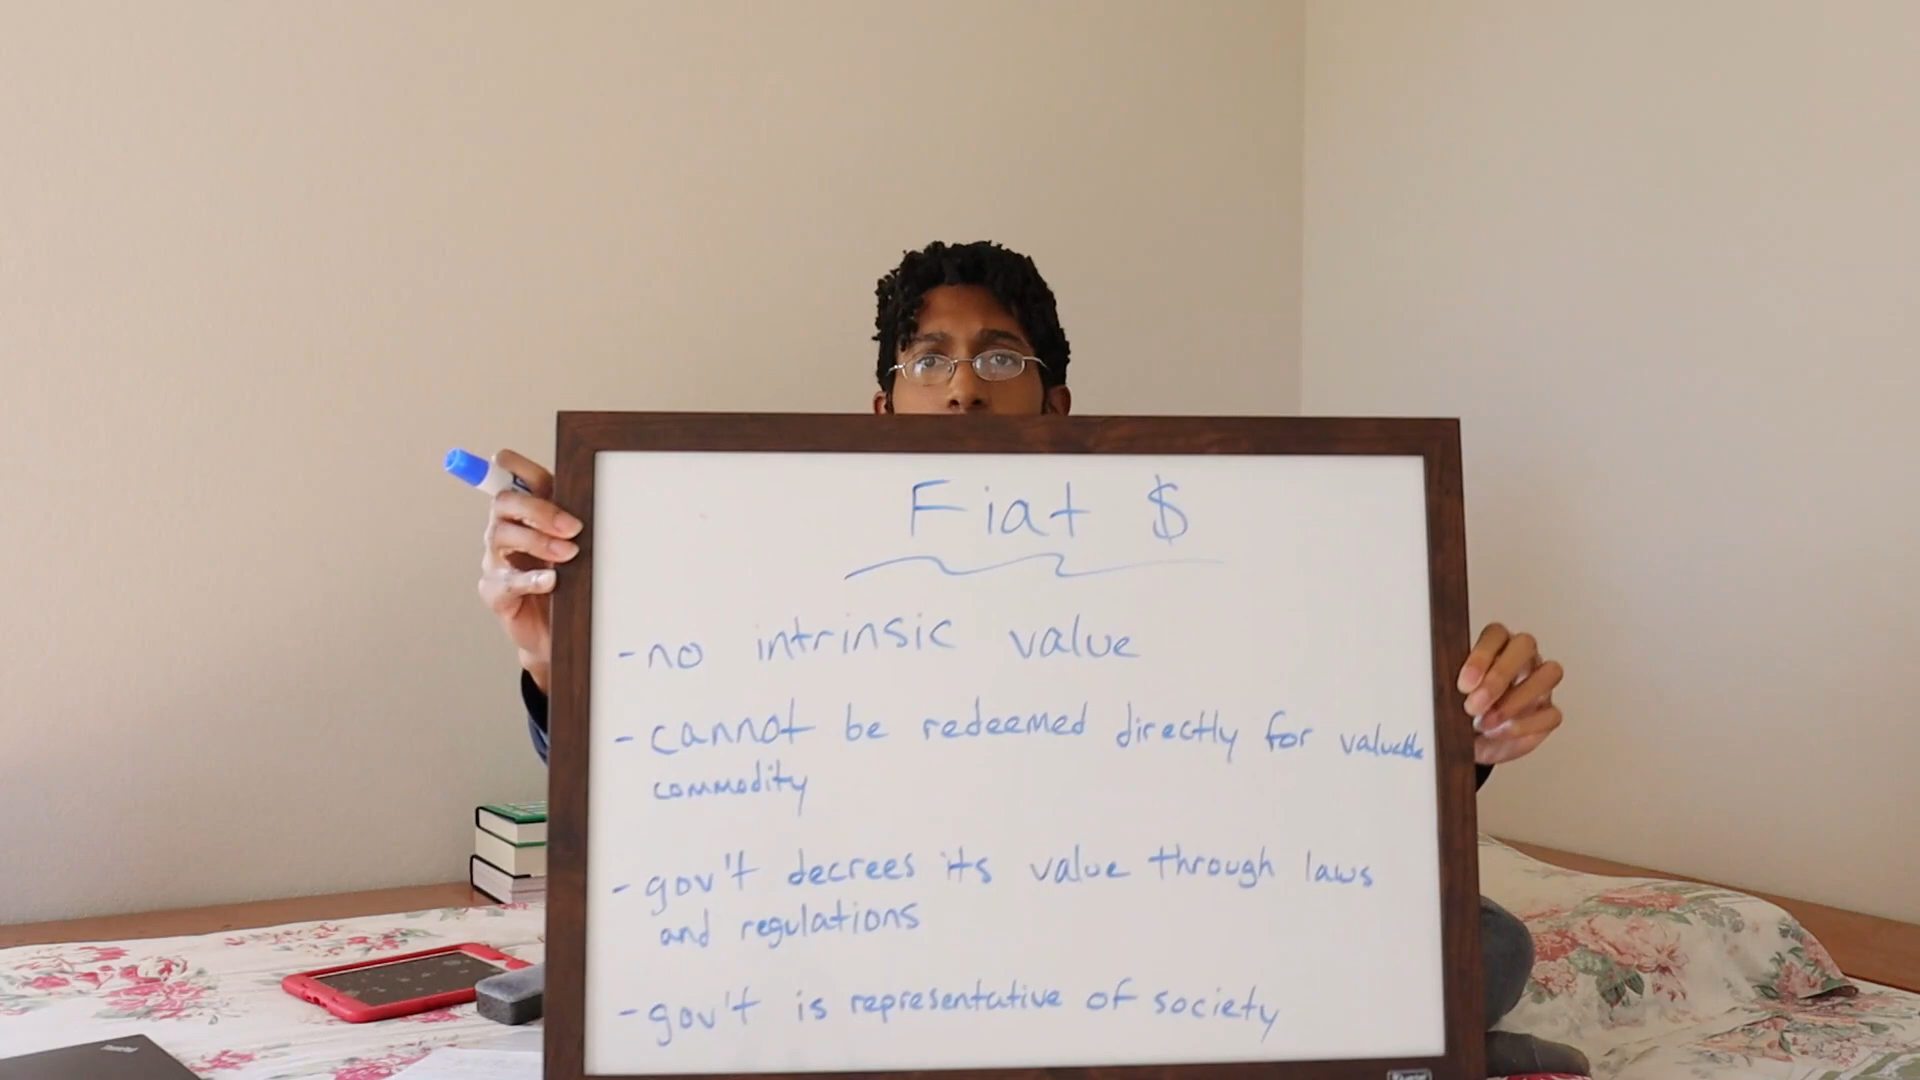 Fiat $
-no intrinsic value
-cannot be redeemed directly for valuable
commodity
-gov't decrees its value through laws
and regulations
-gov't is representative of society